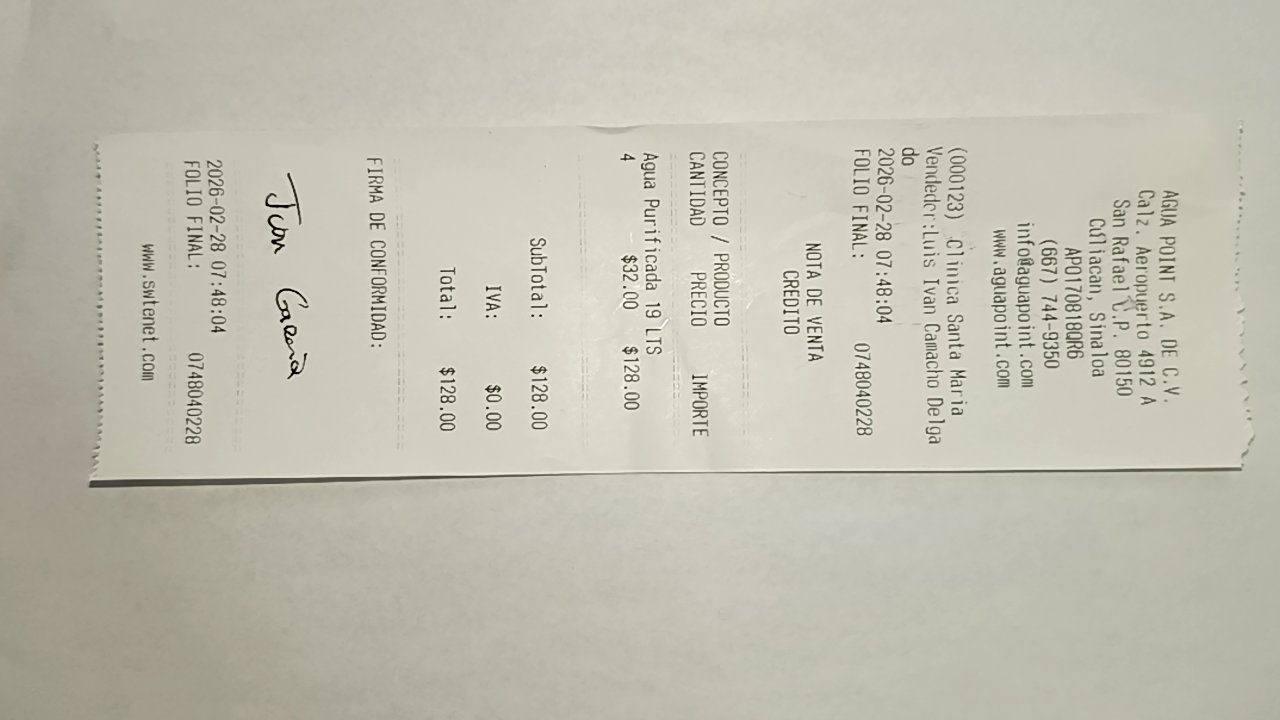 AGUA POINT S.A. DE C.V.
Calz. Aeropuerto 4912 A
San Rafael C.P. 80150
Culiacan, Sinaloa
APO170818QR6
(667) 744-9350
info@aguapoint.com
www.aguapoint.com
(000123) Clinica Santa Maria
Vendedor:Luis Ivan Camacho Delga
do
2026-02-28 07:48:04
FOLIO FINAL: 0748040228
NOTA DE VENTA
CREDITO
CONCEPTO / PRODUCTO
CANTIDAD PRECIO IMPORTE
Agua Purificada 19 LTS
4 $32.00 $128.00
SubTotal: $128.00
IVA: $0.00
Total: $128.00
FIRMA DE CONFORMIDAD:
2026-02-28 07:48:04
FOLIO FINAL: 0748040228
www.swtenet.com